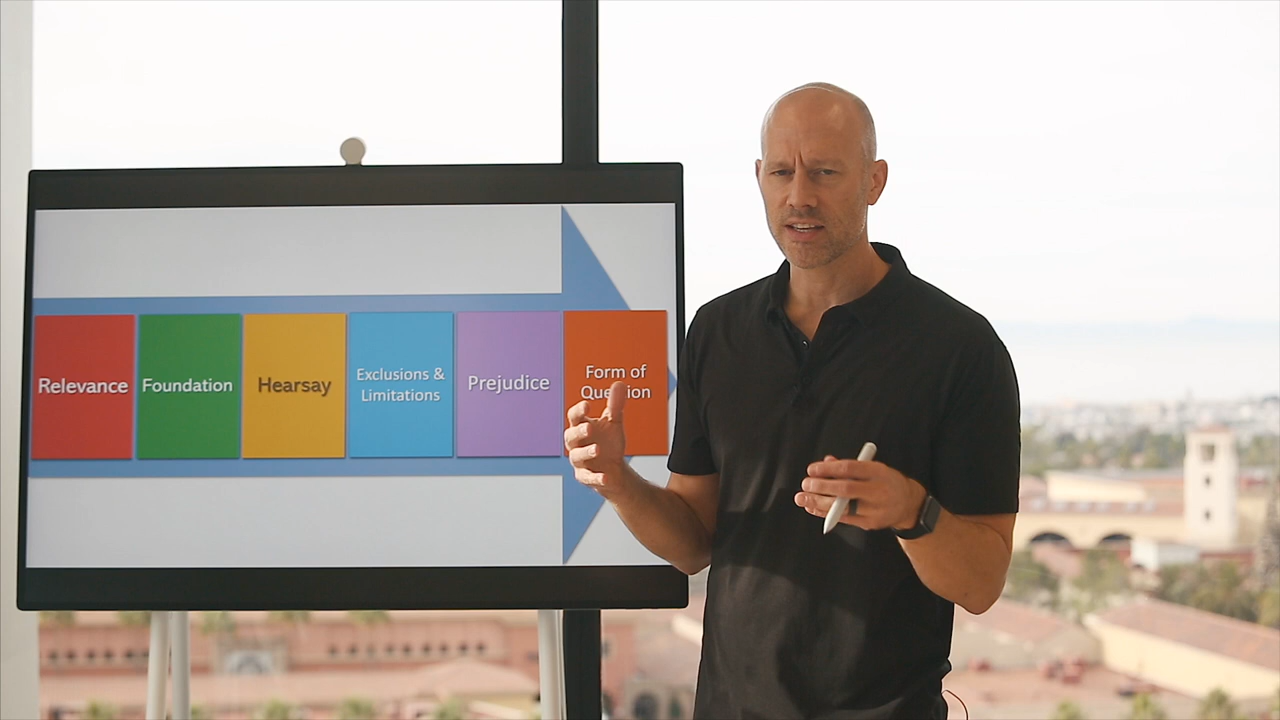 Relevance
Foundation
Hearsay
Exclusions &
Limitations
Prejudice
Form of
Question